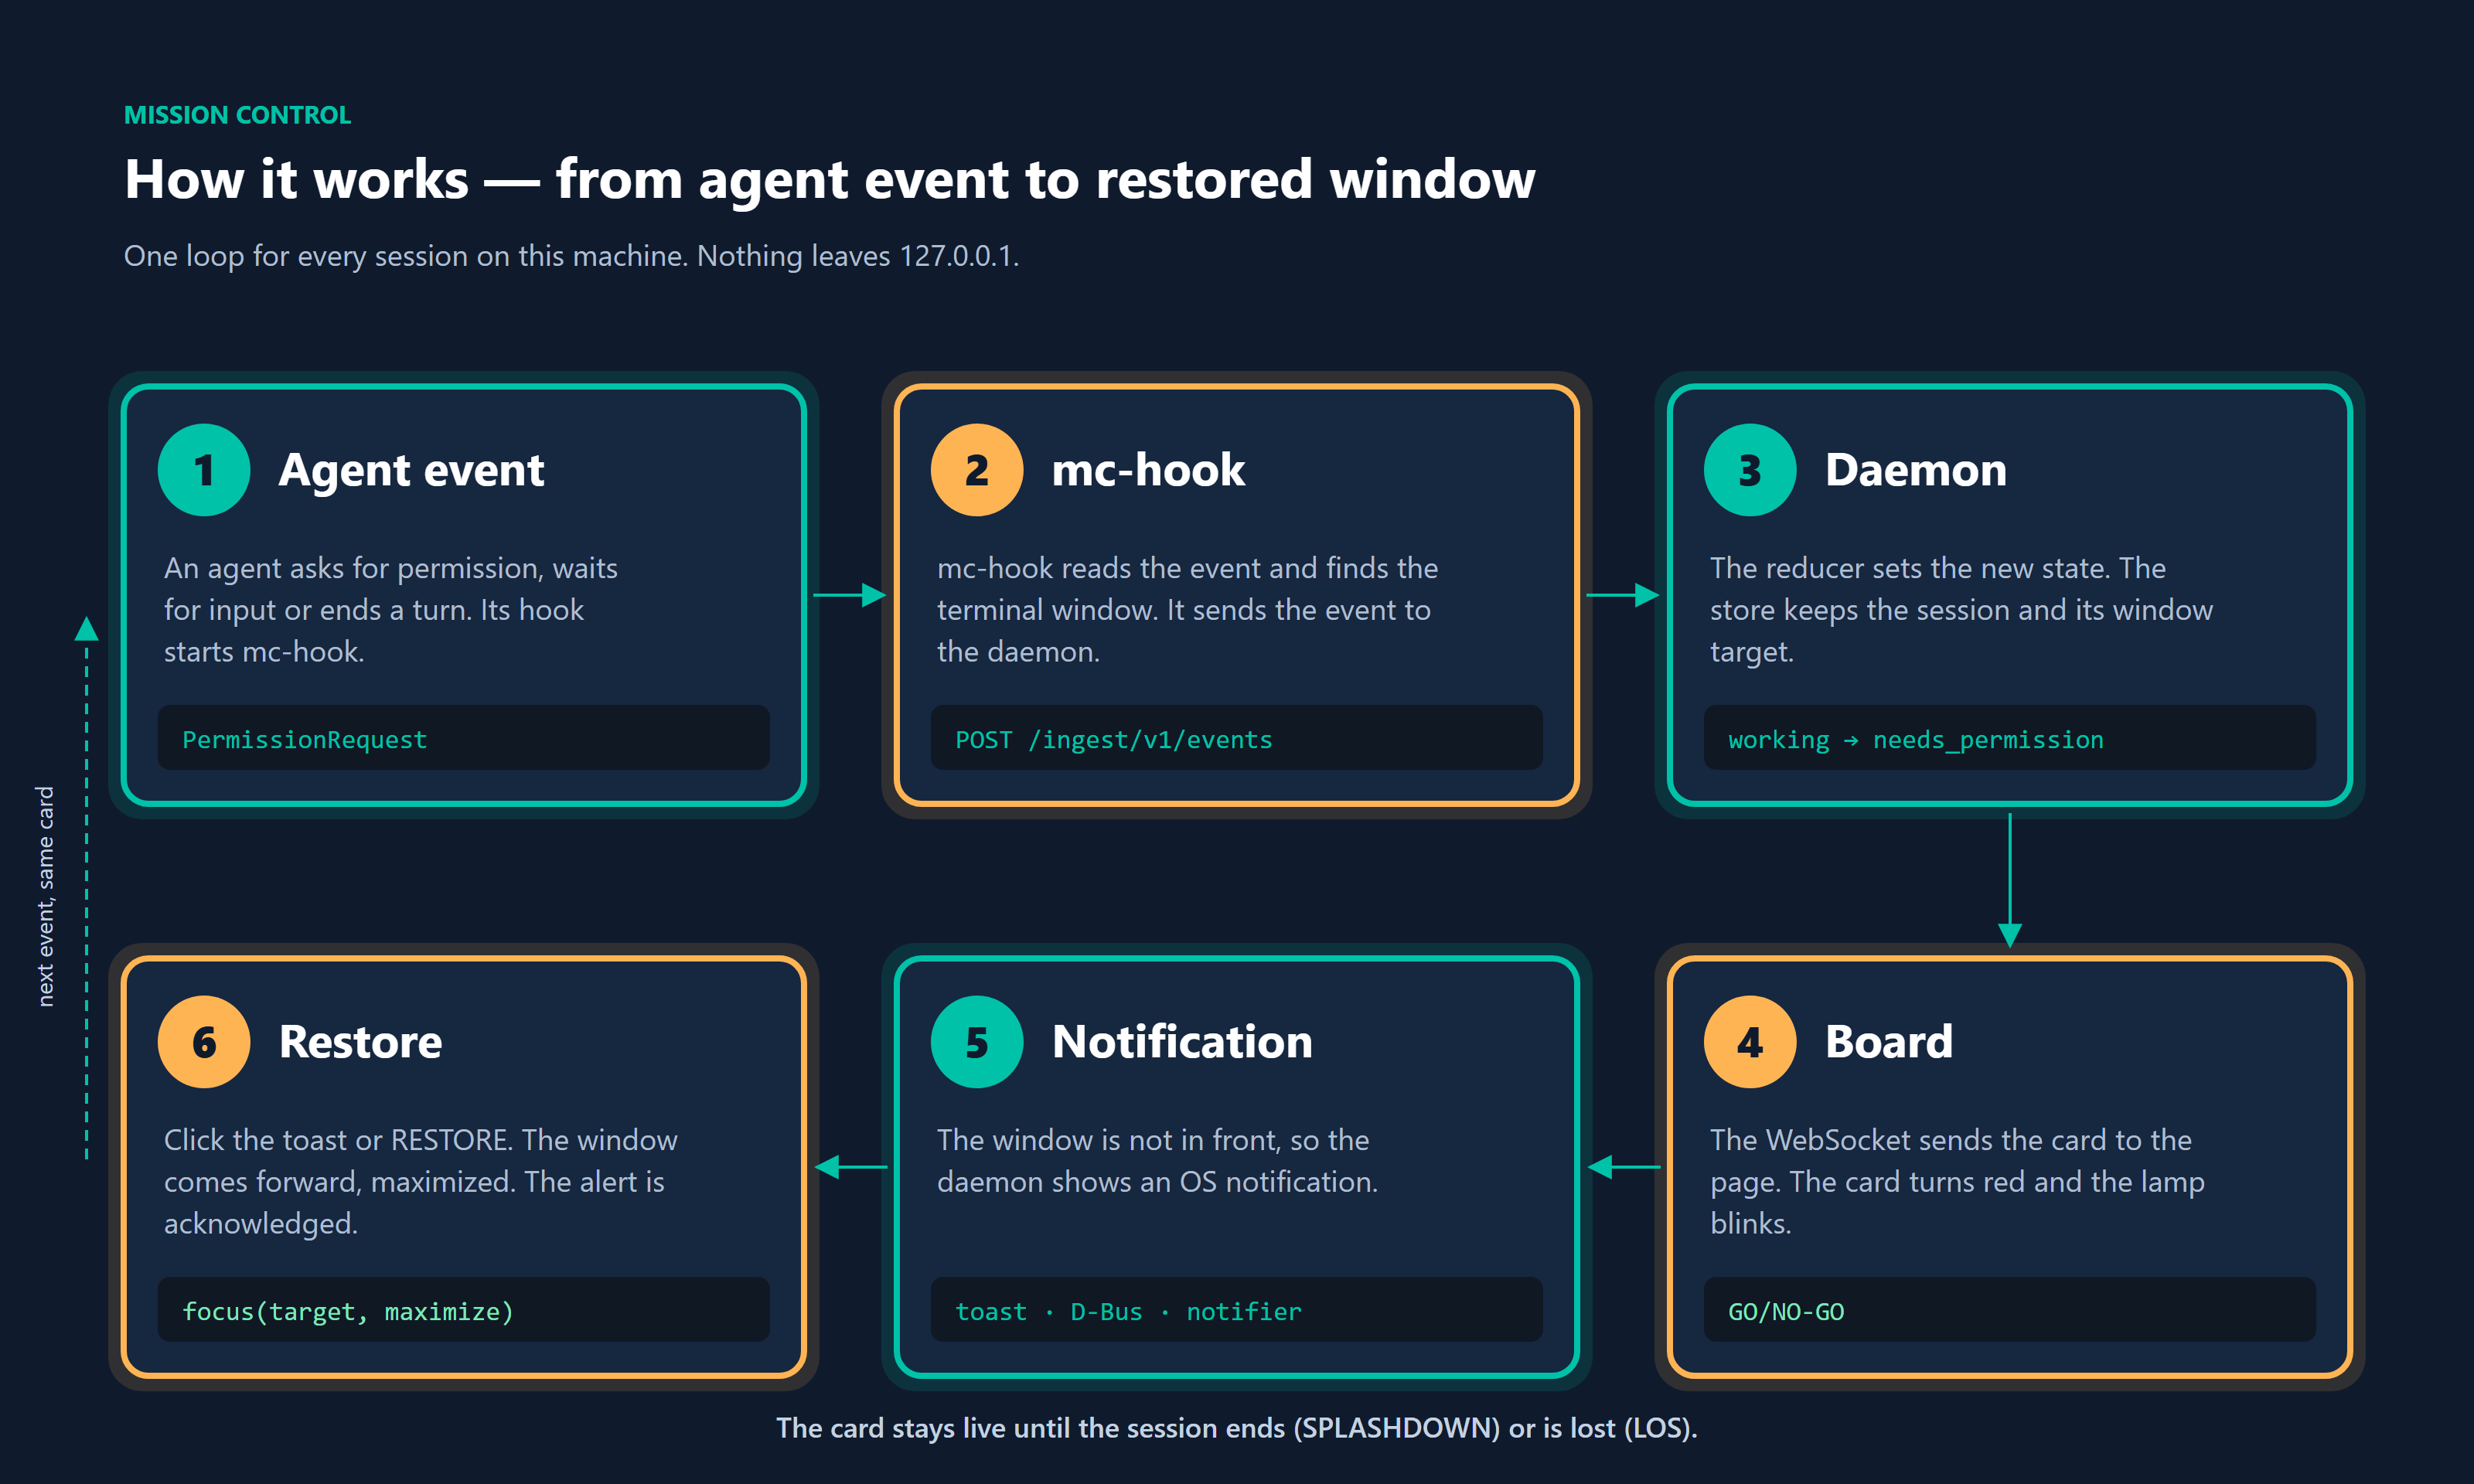 MISSION CONTROL
How it works — from agent event to restored window
One loop for every session on this machine. Nothing leaves 127.0.0.1.
1
Agent event
An agent asks for permission, waits
for input or ends a turn. Its hook
starts mc-hook.
PermissionRequest
2
mc-hook
mc-hook reads the event and finds the
terminal window. It sends the event to
the daemon.
POST /ingest/v1/events
3
Daemon
The reducer sets the new state. The
store keeps the session and its window
target.
working → needs_permission
4
Board
The WebSocket sends the card to the
page. The card turns red and the lamp
blinks.
GO/NO-GO
5
Notification
The window is not in front, so the
daemon shows an OS notification.
toast · D-Bus · notifier
6
Restore
Click the toast or RESTORE. The window
comes forward, maximized. The alert is
acknowledged.
focus(target, maximize)
next event, same card
The card stays live until the session ends (SPLASHDOWN) or is lost (LOS).